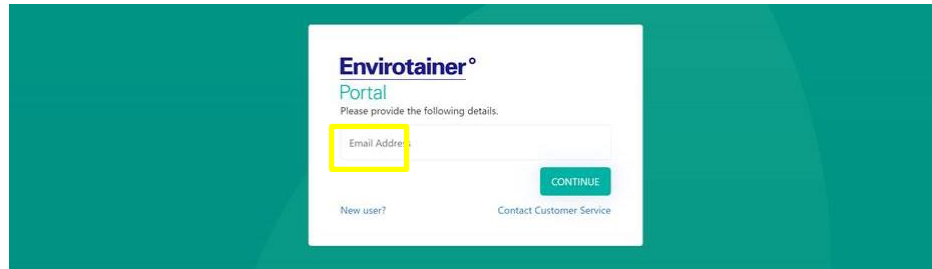 Envirotainer°
Portal
Please provide the following details.
Email Address
CONTINUE
New user? Contact Customer Service